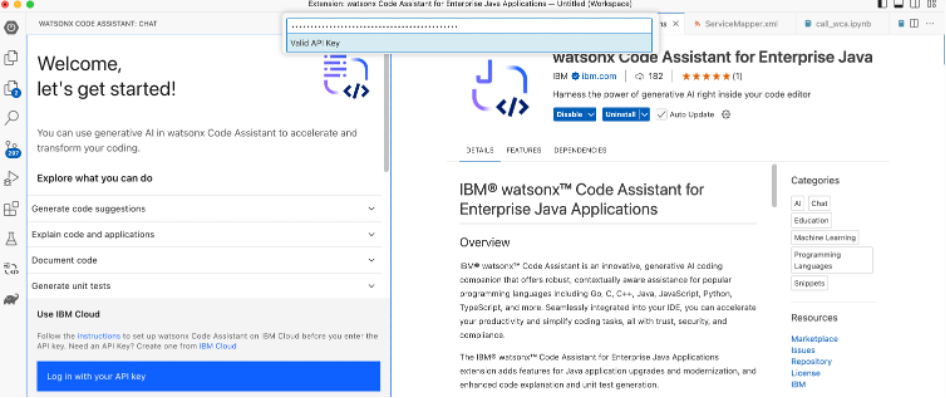 Extension: watsonx Code Assistant for Enterprise Java Applications — Untitled (Workspace)
WATSONX CODE ASSISTANT: CHAT
Valid API Key
ServiceMapper.xml
call_wca.ipynb
2
297
Welcome,
let's get started!
You can use generative AI in watsonx Code Assistant to accelerate and
transform your coding.
Explore what you can do
Generate code suggestions
Explain code and applications
Document code
Generate unit tests
Use IBM Cloud
Follow the instructions to set up watsonx Code Assistant on IBM Cloud before you enter the
API key. Need an API Key? Create one from IBM Cloud
Log in with your API key
watsonx Code Assistant for Enterprise Java
IBM ibm.com 182 ★★★★★(1)
Harness the power of generative AI right inside your code editor
Disable Uninstall Auto Update
DETAILS FEATURES DEPENDENCIES
IBM® watsonx™ Code Assistant for
Enterprise Java Applications
Overview
IBM® watsonx™ Code Assistant is an innovative, generative AI coding
companion that offers robust, contextually aware assistance for popular
programming languages including Go, C, C++, Java, JavaScript, Python,
TypeScript, and more. Seamlessly integrated into your IDE, you can accelerate
your productivity and simplify coding tasks, all with trust, security, and
compliance.
The IBM® watsonx™ Code Assistant for Enterprise Java Applications
extension adds features for Java application upgrades and modernization, and
enhanced code explanation and unit test generation.
Categories
AI Chat
Education
Machine Learning
Programming
Languages
Snippets
Resources
Marketplace
Issues
Repository
License
IBM